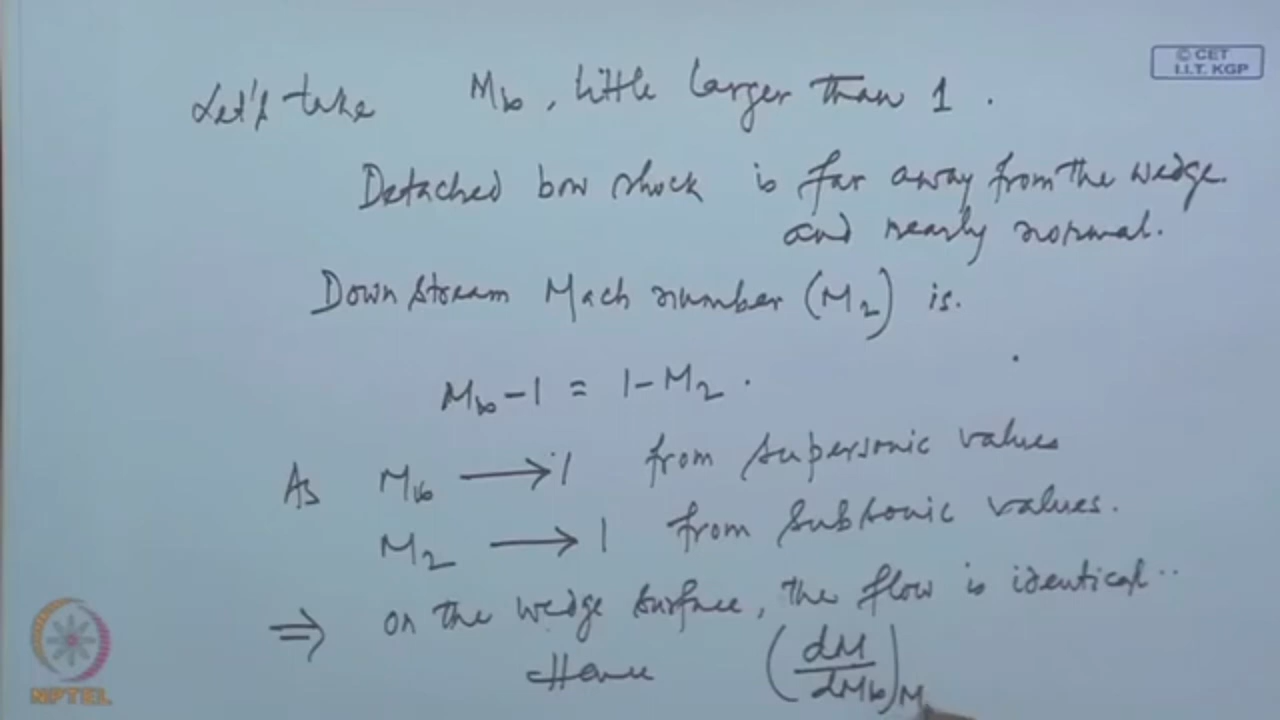 © CET
I.I.T. KGP
Let's take M∞, little larger than 1.
Detached bow shock is far away from the wedge
and nearly normal.
Down stream Mach number (M₂) is.
M∞ - 1 = 1 - M₂.
As M∞ → 1 from supersonic values
M₂ → 1 from subsonic values.
⇒ on the wedge surface, the flow is identical..
Hence (dM/dM∞)M
NPTEL